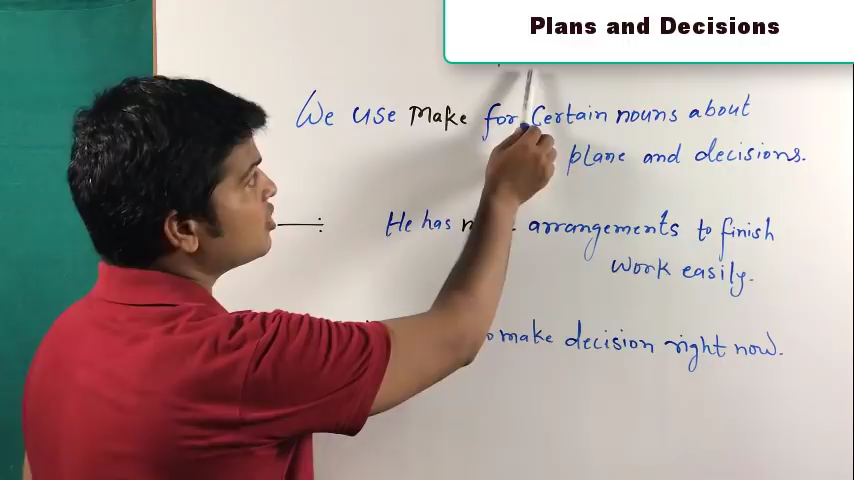 Plans and Decisions
We use Make for Certain nouns about
plane and decisions.
He has arrangements to finish
work easily.
make decision right now.